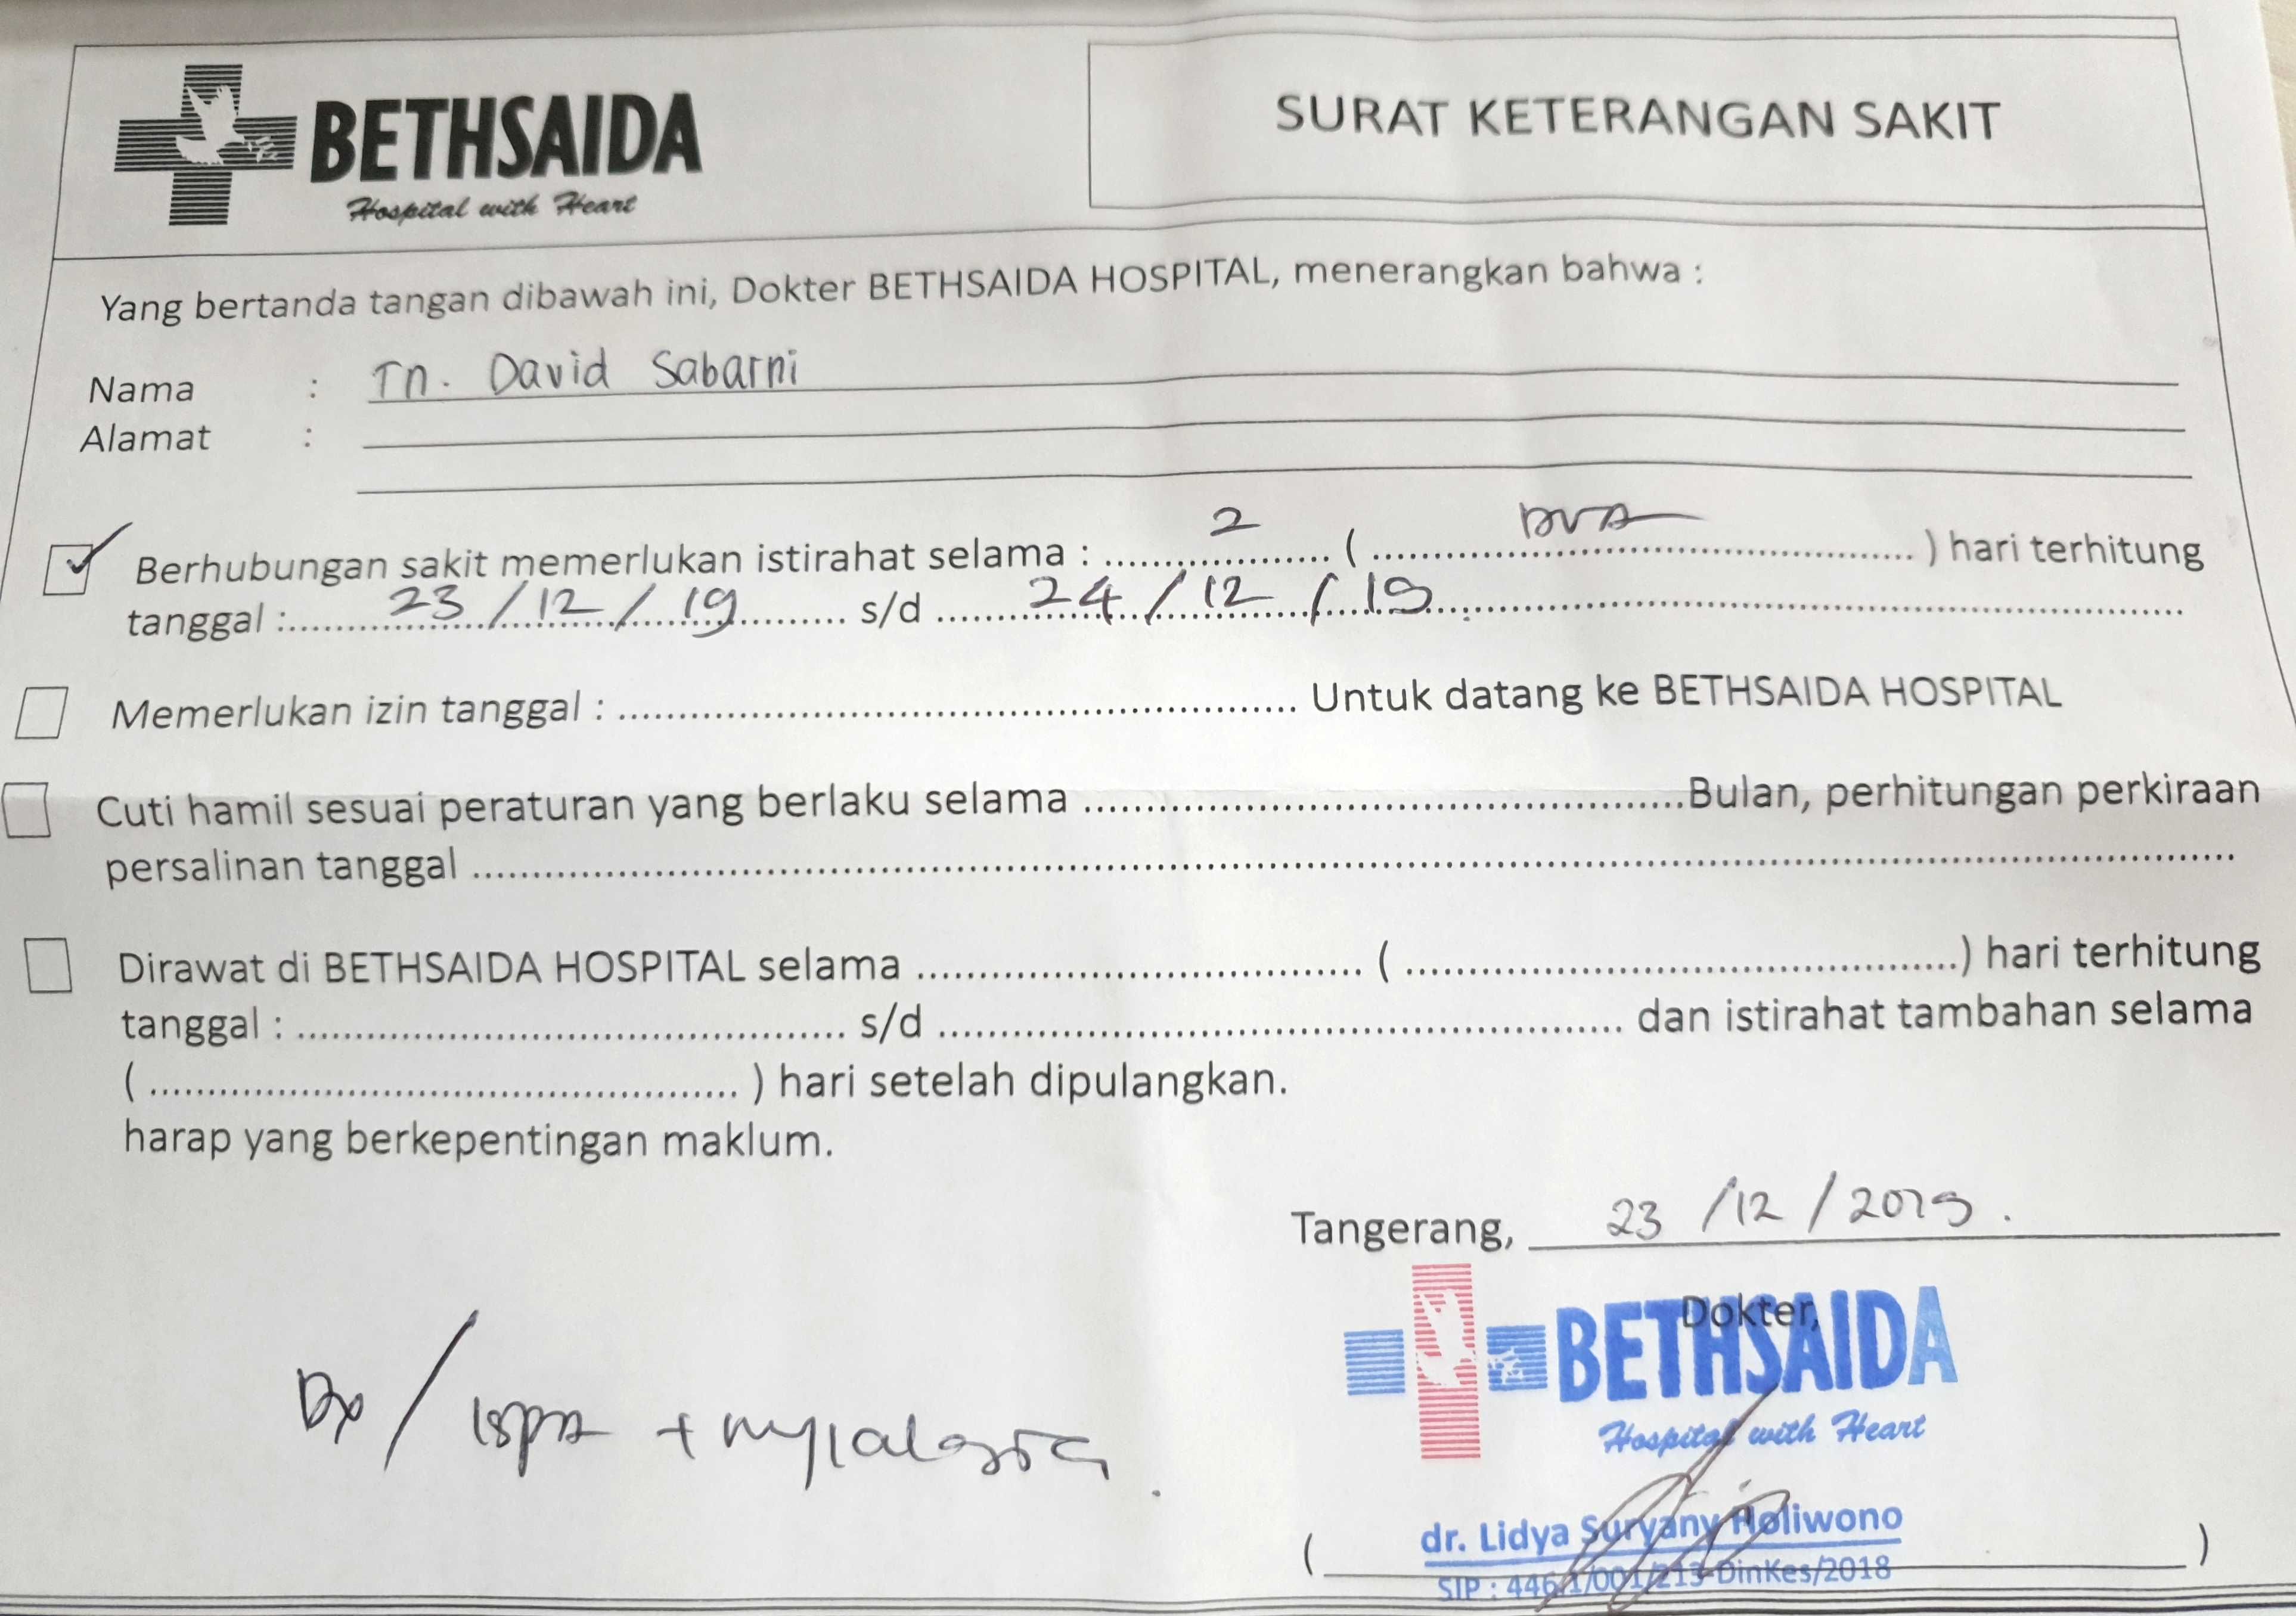 BETHSAIDA
Hospital with Heart
SURAT KETERANGAN SAKIT
Yang bertanda tangan dibawah ini, Dokter BETHSAIDA HOSPITAL, menerangkan bahwa :
Nama : Tn. David Sabarni
Alamat :
Berhubungan sakit memerlukan istirahat selama : 2 ( DUA ) hari terhitung
tanggal : 23/12/19 s/d 24/12/19
Memerlukan izin tanggal : Untuk datang ke BETHSAIDA HOSPITAL
Cuti hamil sesuai peraturan yang berlaku selama Bulan, perhitungan perkiraan
persalinan tanggal
Dirawat di BETHSAIDA HOSPITAL selama ( ) hari terhitung
tanggal : s/d dan istirahat tambahan selama
( ) hari setelah dipulangkan.
harap yang berkepentingan maklum.
Tangerang, 23/12/2019.
Dokter,
BETHSAIDA
Hospital with Heart
Dx/ ISPA + myialgia.
( dr. Lidya Suryany Holiwono )
SIP : 446/1/001/213-DinKes/2018